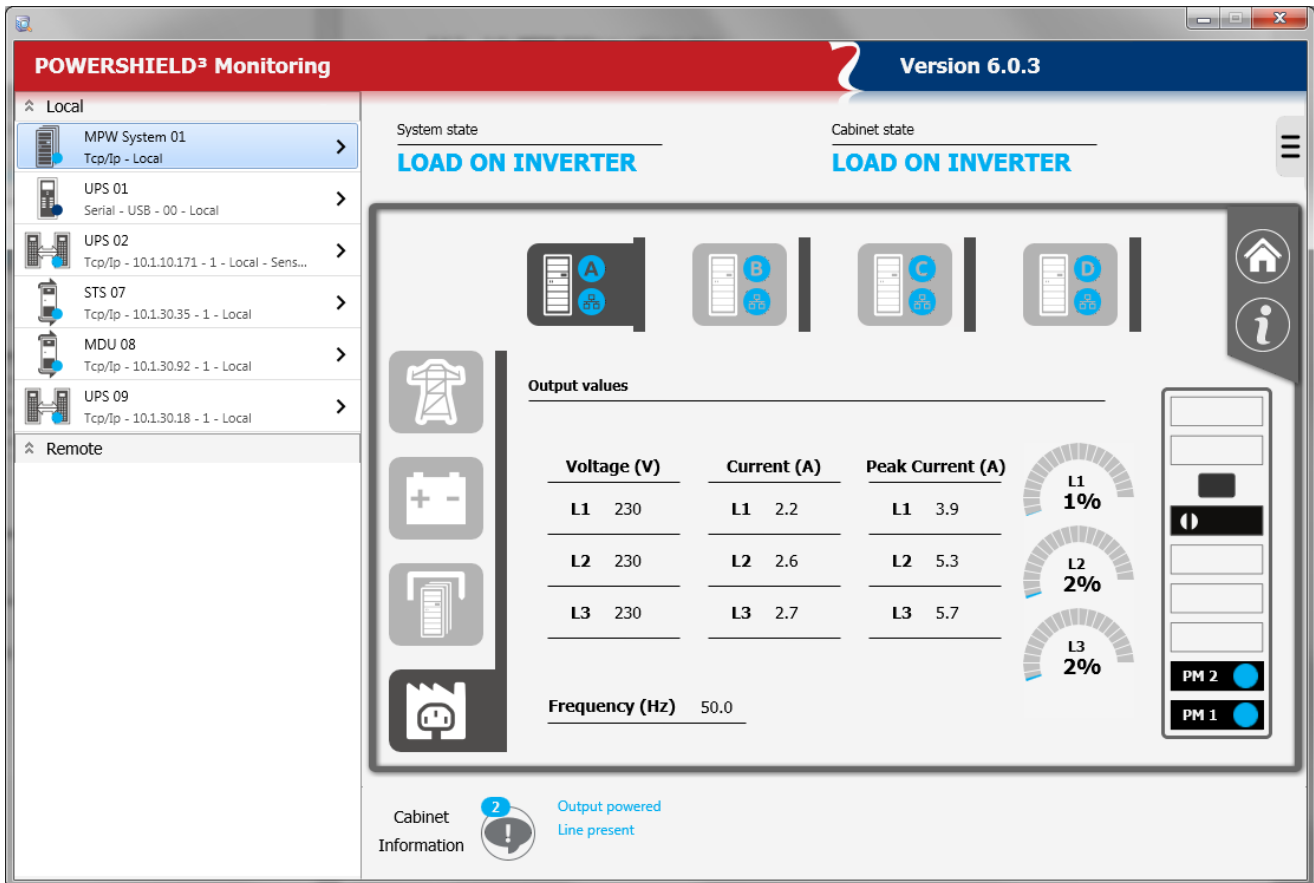 POWERSHIELD³ Monitoring
Version 6.0.3
Local
MPW System 01
Tcp/Ip - Local
UPS 01
Serial - USB - 00 - Local
UPS 02
Tcp/Ip - 10.1.10.171 - 1 - Local - Sens...
STS 07
Tcp/Ip - 10.1.30.35 - 1 - Local
MDU 08
Tcp/Ip - 10.1.30.92 - 1 - Local
UPS 09
Tcp/Ip - 10.1.30.18 - 1 - Local
Remote
System state
LOAD ON INVERTER
Cabinet state
LOAD ON INVERTER
A
B
C
D
Output values
Voltage (V) Current (A) Peak Current (A)
L1 230 L1 2.2 L1 3.9
L2 230 L2 2.6 L2 5.3
L3 230 L3 2.7 L3 5.7
Frequency (Hz) 50.0
L1
1%
L2
2%
L3
2%
PM 2
PM 1
Cabinet
Information
2
Output powered
Line present